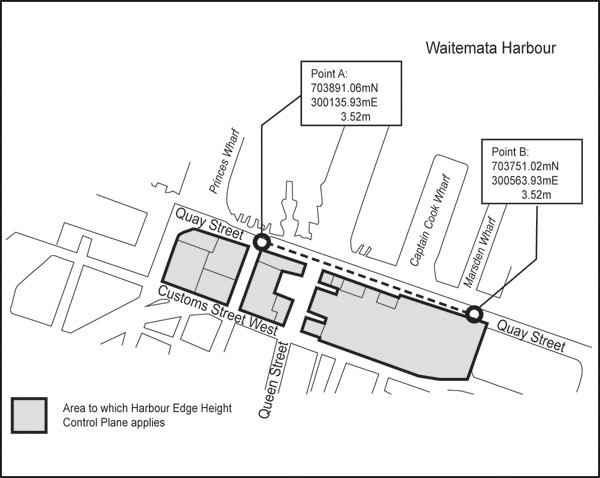 Waitemata Harbour
Point A:
703891.06mN
300135.93mE
3.52m
Point B:
703751.02mN
300563.93mE
3.52m
Princes Wharf
Captain Cook Wharf
Marsden Wharf
Quay Street
Customs Street West
Queen Street
Quay Street
Area to which Harbour Edge Height
Control Plane applies